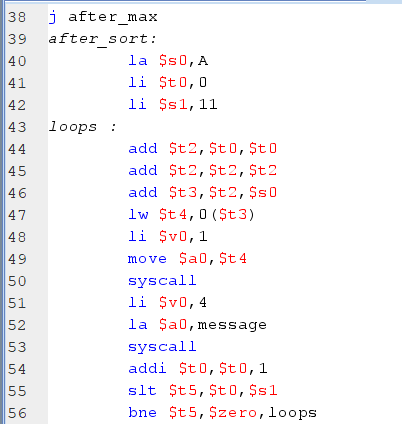 38 j after_max
39 after_sort:
40 la $s0,A
41 li $t0,0
42 li $s1,11
43 loops :
44 add $t2,$t0,$t0
45 add $t2,$t2,$t2
46 add $t3,$t2,$s0
47 lw $t4,0($t3)
48 li $v0,1
49 move $a0,$t4
50 syscall
51 li $v0,4
52 la $a0,message
53 syscall
54 addi $t0,$t0,1
55 slt $t5,$t0,$s1
56 bne $t5,$zero,loops